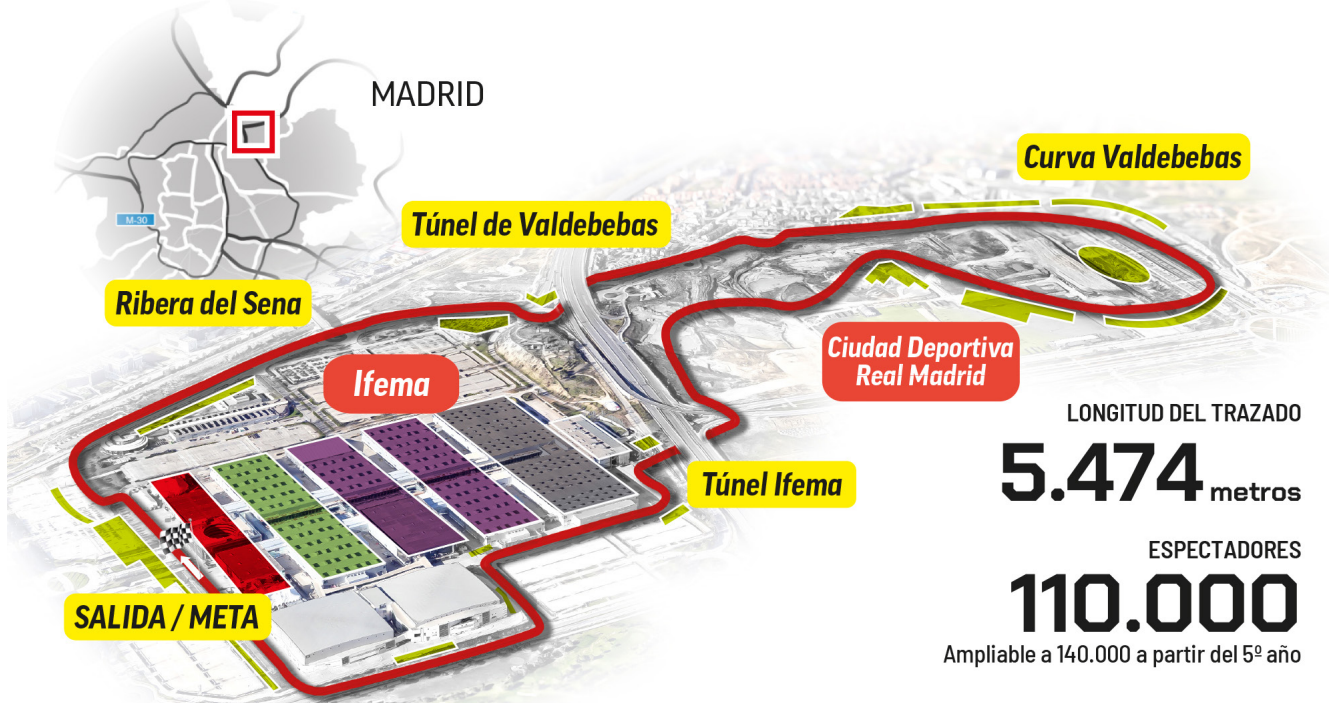 MADRID
M-30
Curva Valdebebas
Túnel de Valdebebas
Ribera del Sena
Ifema
Ciudad Deportiva
Real Madrid
Túnel Ifema
SALIDA / META
LONGITUD DEL TRAZADO
5.474 metros
ESPECTADORES
110.000
Ampliable a 140.000 a partir del 5º año